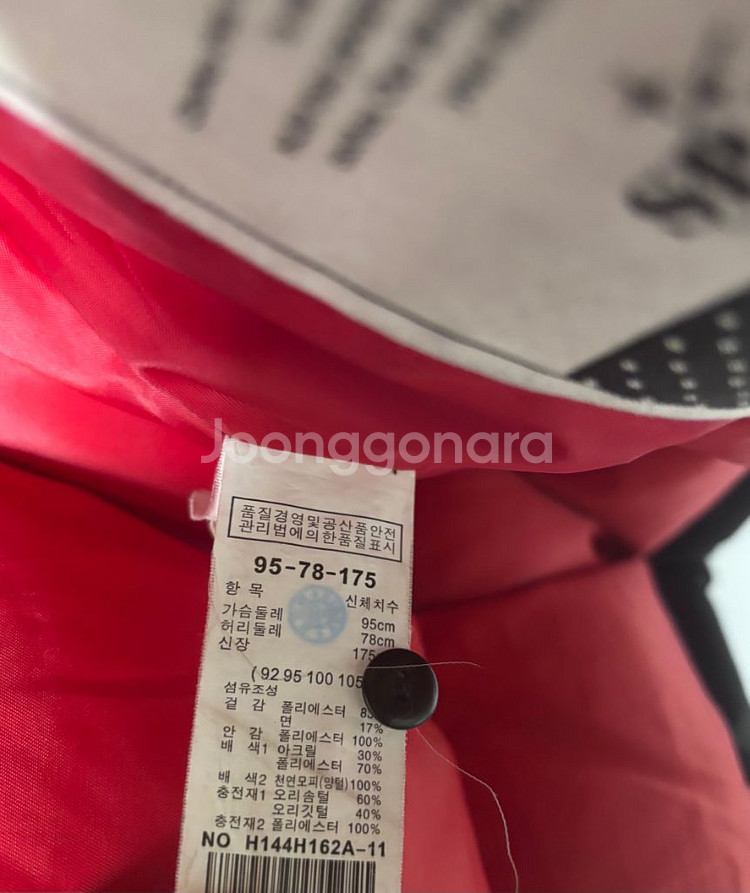 Joonggonara
품질경영및공산품안전
관리법에의한품질표시
95-78-175
항 목 신체치수
가슴둘레 95cm
허리둘레 78cm
신장 175
(92 95 100 105
섬유조성
겉 감 폴리에스터
면 17%
안 감 폴리에스터 100%
배 색1 아크릴 30%
폴리에스터 70%
배 색2 천연모피(양털)100%
충전재1 오리솜털 60%
오리깃털 40%
충전재2 폴리에스터 100%
NO H144H162A-11